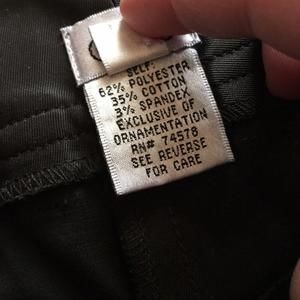 SELF:
62% POLYESTER
35% COTTON
3% SPANDEX
EXCLUSIVE OF
ORNAMENTATION
RN# 74578
SEE REVERSE
FOR CARE